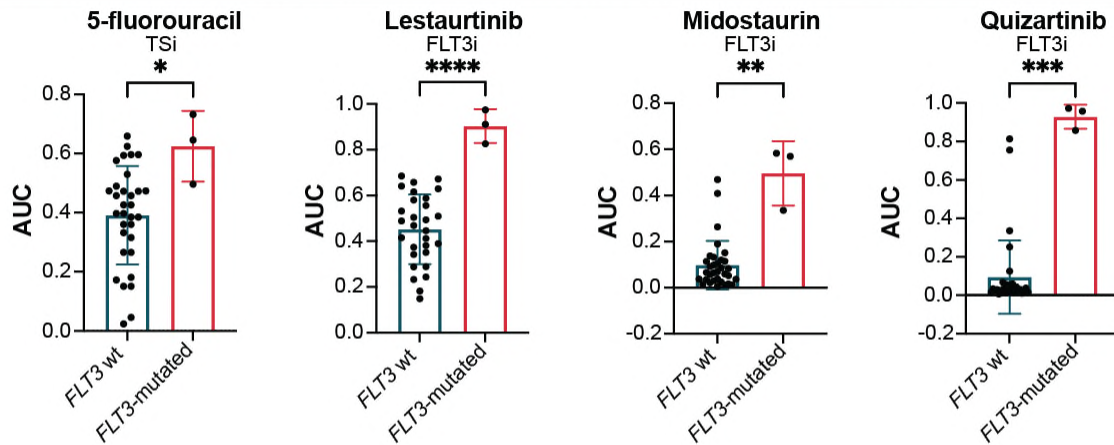 5-fluorouracil
TSi
*
AUC
0.8
0.6
0.4
0.2
0.0
FLT3 wt
FLT3-mutated
Lestaurtinib
FLT3i
****
AUC
1.0
0.8
0.6
0.4
0.2
0.0
FLT3 wt
FLT3-mutated
Midostaurin
FLT3i
**
AUC
0.8
0.6
0.4
0.2
0.0
-0.2
FLT3 wt
FLT3-mutated
Quizartinib
FLT3i
***
AUC
1.0
0.8
0.6
0.4
0.2
0.0
-0.2
FLT3 wt
FLT3-mutated